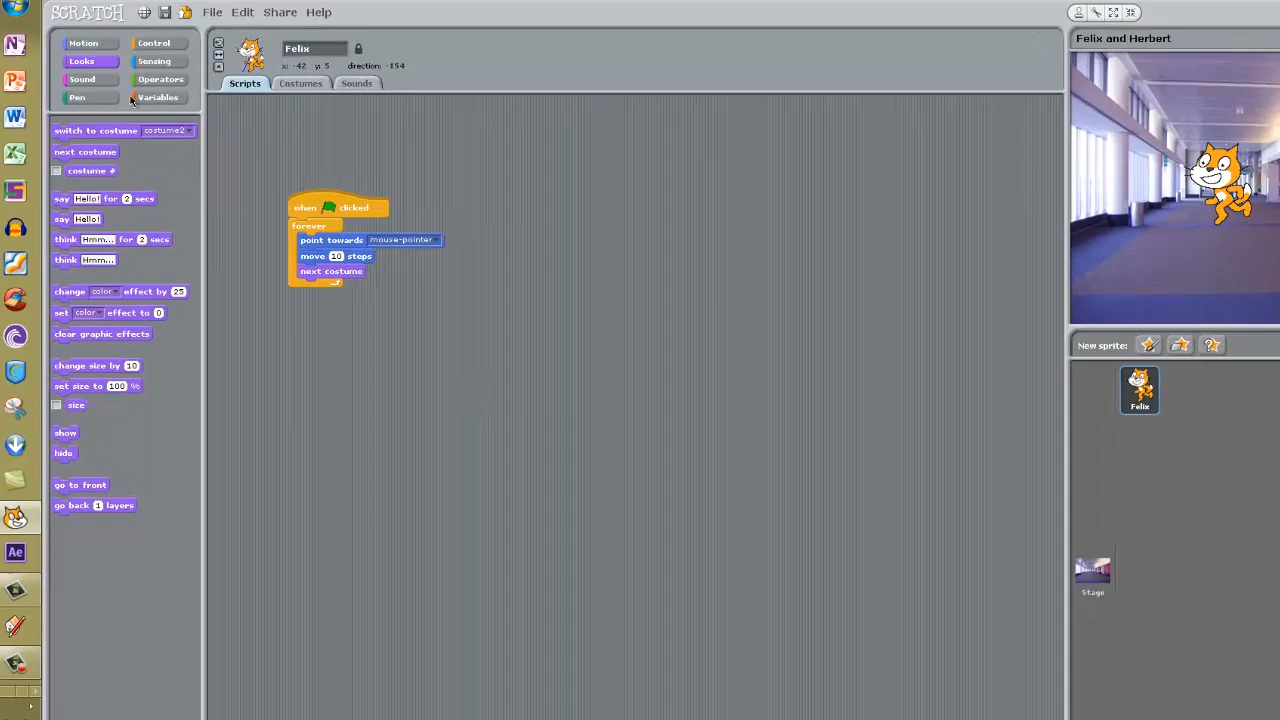 SCRATCH File Edit Share Help
Motion Control
Looks Sensing
Sound Operators
Pen Variables
switch to costume costume2
next costume
costume #
say Hello! for 2 secs
say Hello!
think Hmm... for 2 secs
think Hmm...
change color effect by 25
set color effect to 0
clear graphic effects
change size by 10
set size to 100 %
size
show
hide
go to front
go back 1 layers
Felix
x: -42 y: 5 direction: -154
Scripts Costumes Sounds
when clicked
forever
point towards mouse-pointer
move 10 steps
next costume
Felix and Herbert
New sprite:
Felix
Stage
N
P
W
X
Ae